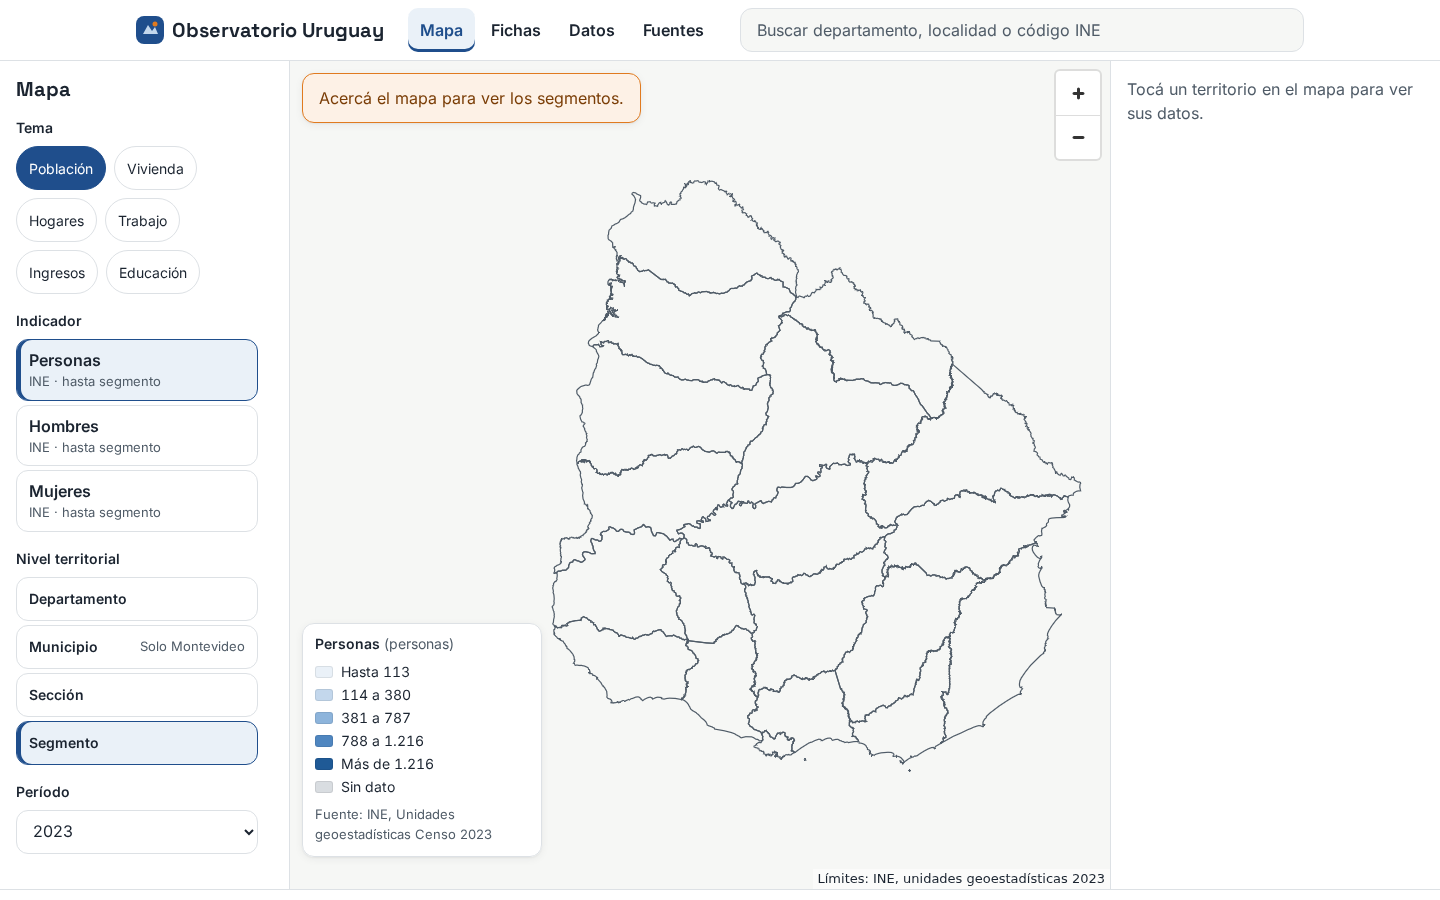 Observatorio Uruguay
Mapa
Fichas
Datos
Fuentes
Buscar departamento, localidad o código INE
Mapa
Tema
Población
Vivienda
Hogares
Trabajo
Ingresos
Educación
Indicador
Personas
INE · hasta segmento
Hombres
INE · hasta segmento
Mujeres
INE · hasta segmento
Nivel territorial
Departamento
Municipio
Solo Montevideo
Sección
Segmento
Período
2023
Acercá el mapa para ver los segmentos.
+
−
Personas (personas)
Hasta 113
114 a 380
381 a 787
788 a 1.216
Más de 1.216
Sin dato
Fuente: INE, Unidades
geoestadísticas Censo 2023
Límites: INE, unidades geoestadísticas 2023
Tocá un territorio en el mapa para ver
sus datos.